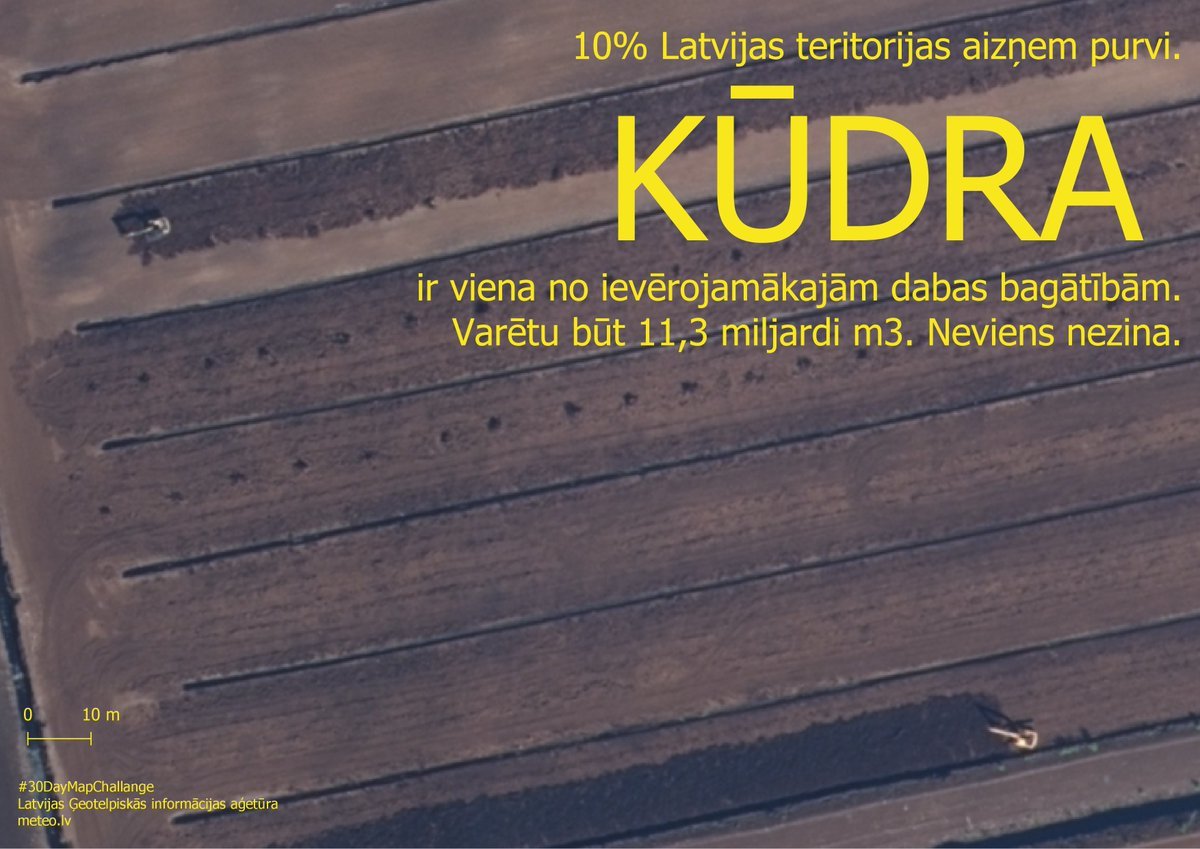 10% Latvijas teritorijas aizņem purvi.
KŪDRA
ir viena no ievērojamākajām dabas bagātībām.
Varētu būt 11,3 miljardi m3. Neviens nezina.
0 10 m
#30DayMapChallange
Latvijas Ģeotelpiskās informācijas aģetūra
meteo.lv